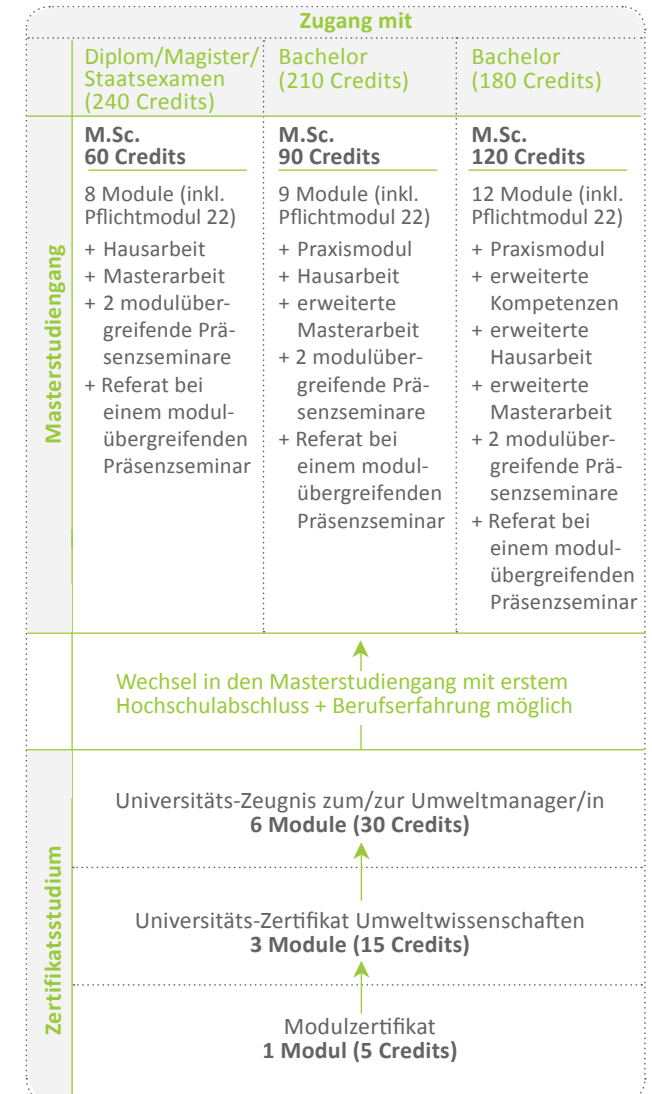 Zugang mit
Diplom/Magister/
Staatsexamen
(240 Credits)
Bachelor
(210 Credits)
Bachelor
(180 Credits)
Masterstudiengang
M.Sc.
60 Credits
8 Module (inkl.
Pflichtmodul 22)
+ Hausarbeit
+ Masterarbeit
+ 2 modulüber-
greifende Prä-
senzseminare
+ Referat bei
einem modul-
übergreifenden
Präsenzseminar
M.Sc.
90 Credits
9 Module (inkl.
Pflichtmodul 22)
+ Praxismodul
+ Hausarbeit
+ erweiterte
Masterarbeit
+ 2 modulüber-
greifende Prä-
senzseminare
+ Referat bei
einem modul-
übergreifenden
Präsenzseminar
M.Sc.
120 Credits
12 Module (inkl.
Pflichtmodul 22)
+ Praxismodul
+ erweiterte
Kompetenzen
+ erweiterte
Hausarbeit
+ erweiterte
Masterarbeit
+ 2 modulüber-
greifende Prä-
senzseminare
+ Referat bei
einem modul-
übergreifenden
Präsenzseminar
Wechsel in den Masterstudiengang mit erstem
Hochschulabschluss + Berufserfahrung möglich
Zertifikatsstudium
Universitäts-Zeugnis zum/zur Umweltmanager/in
6 Module (30 Credits)
Universitäts-Zertifikat Umweltwissenschaften
3 Module (15 Credits)
Modulzertifikat
1 Modul (5 Credits)